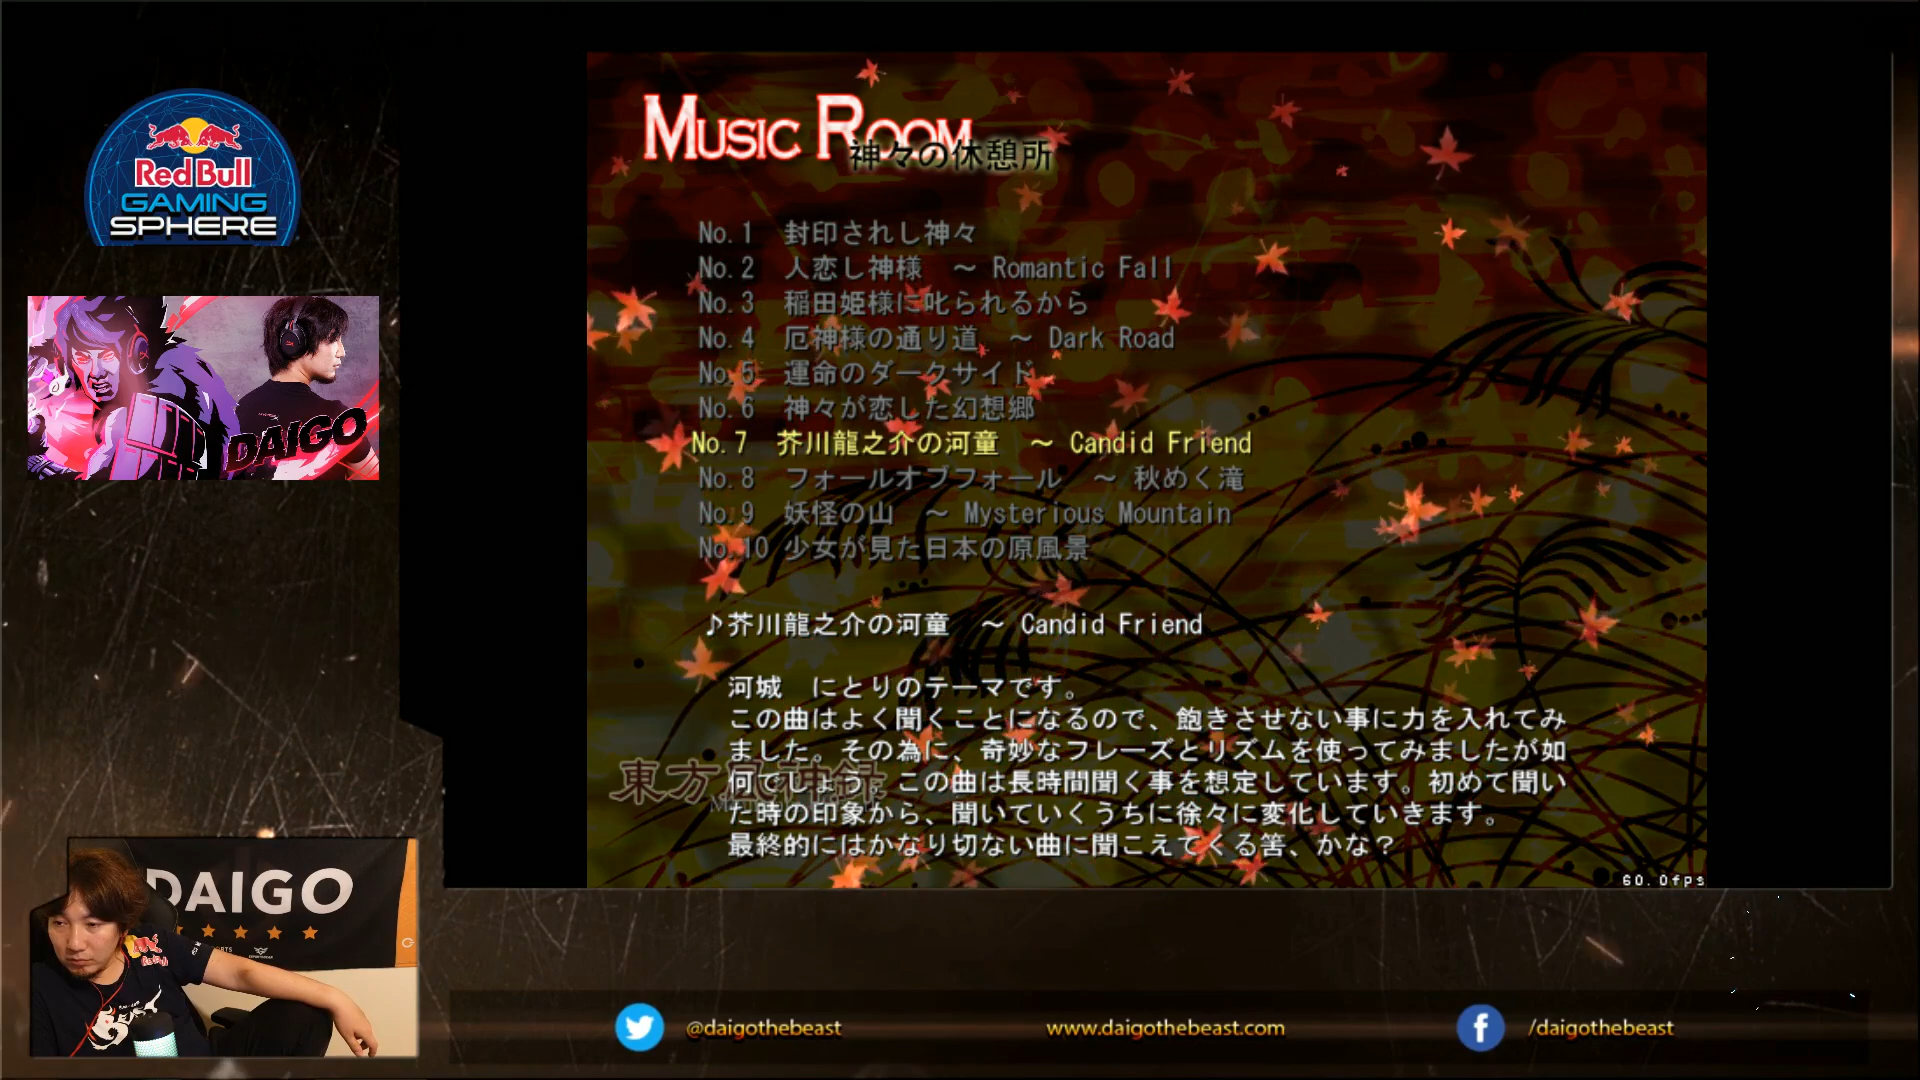 Red Bull
GAMING
SPHERE
DAIGO
MUSIC ROOM
神々の休憩所
No.1 封印されし神々
No.2 人恋し神様 ～ Romantic Fall
No.3 稲田姫様に叱られるから
No.4 厄神様の通り道 ～ Dark Road
No.5 運命のダークサイド
No.6 神々が恋した幻想郷
No.7 芥川龍之介の河童 ～ Candid Friend
No.8 フォールオブフォール ～ 秋めく滝
No.9 妖怪の山 ～ Mysterious Mountain
No.10 少女が見た日本の原風景
♪芥川龍之介の河童 ～ Candid Friend
河城 にとりのテーマです。
この曲はよく聞くことになるので、飽きさせない事に力を入れてみ
ました。その為に、奇妙なフレーズとリズムを使ってみましたが如
何でしょう。この曲は長時間聞く事を想定しています。初めて聞い
た時の印象から、聞いていくうちに徐々に変化していきます。
最終的にはかなり切ない曲に聞こえてくる筈、かな？
東方風神録
60.0fps
DAIGO
@daigothebeast
www.daigothebeast.com
/daigothebeast